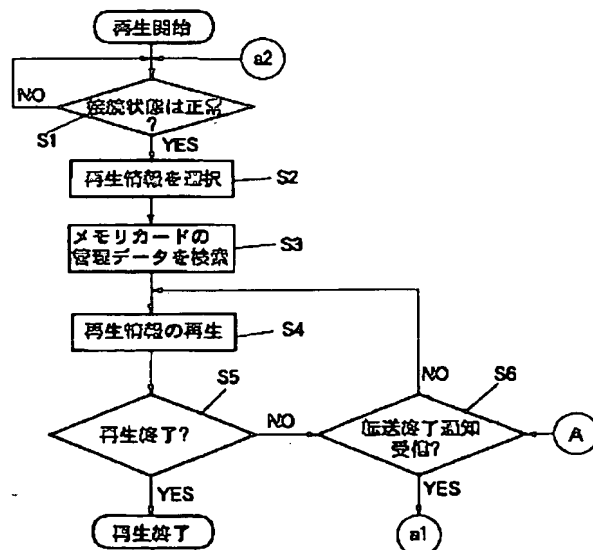 再生開始
a2
NO
接続状態は正常
?
S1
YES
再生情報を選択
S2
メモリカードの
管理データを検索
S3
再生情報の再生
S4
S5
NO
S6
再生終了?
NO
転送終了通知
受信?
A
YES
YES
再生終了
a1